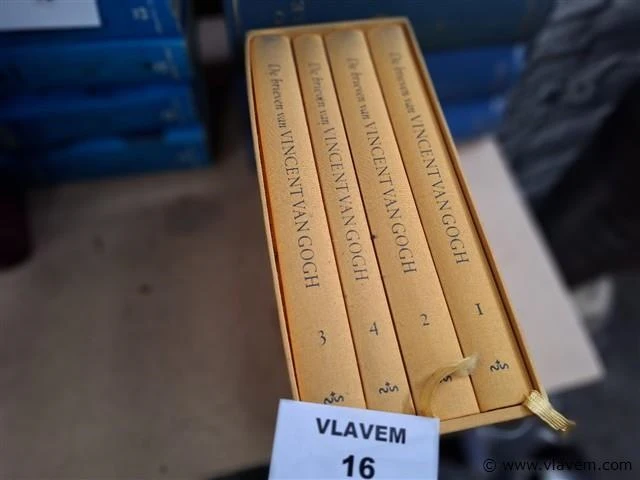 De brieven van VINCENT VAN GOGH 3
De brieven van VINCENT VAN GOGH 4
De brieven van VINCENT VAN GOGH 2
De brieven van VINCENT VAN GOGH 1
VLAVEM
16
© www.vlavem.com